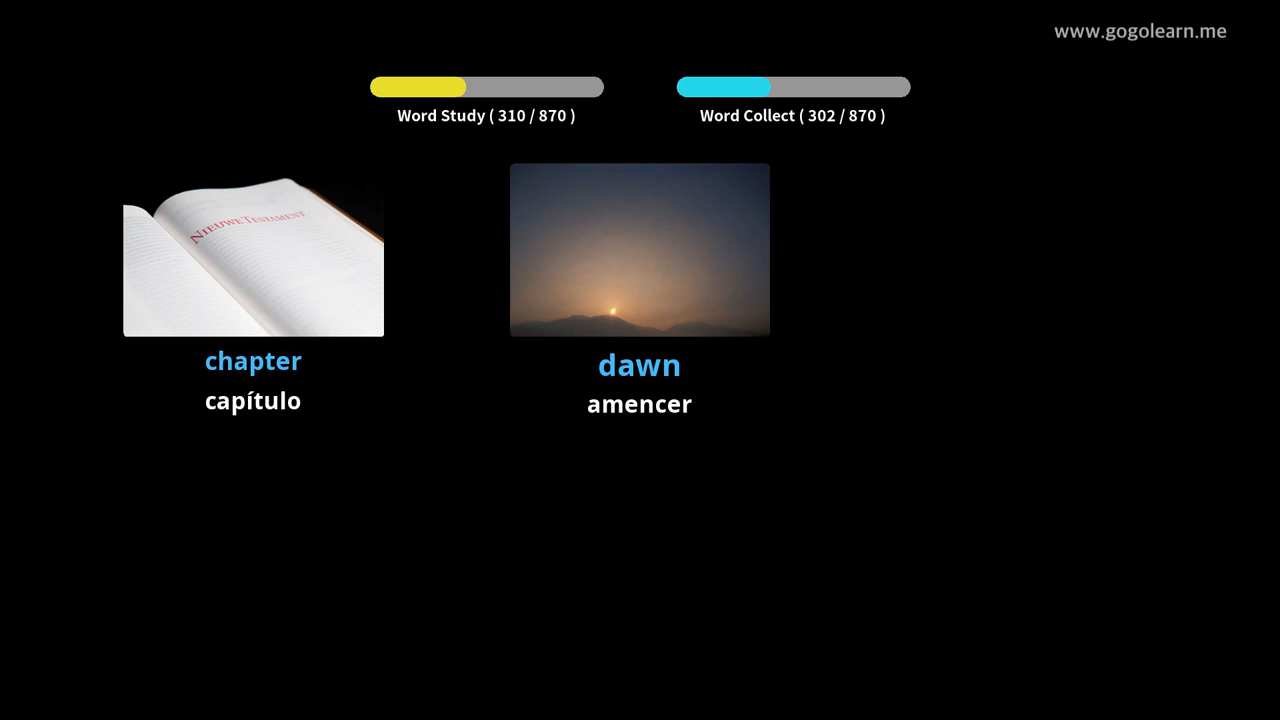 www.gogolearn.me
Word Study ( 310 / 870 )
Word Collect ( 302 / 870 )
NIEUWE TESTAMENT
chapter
capítulo
dawn
amencer